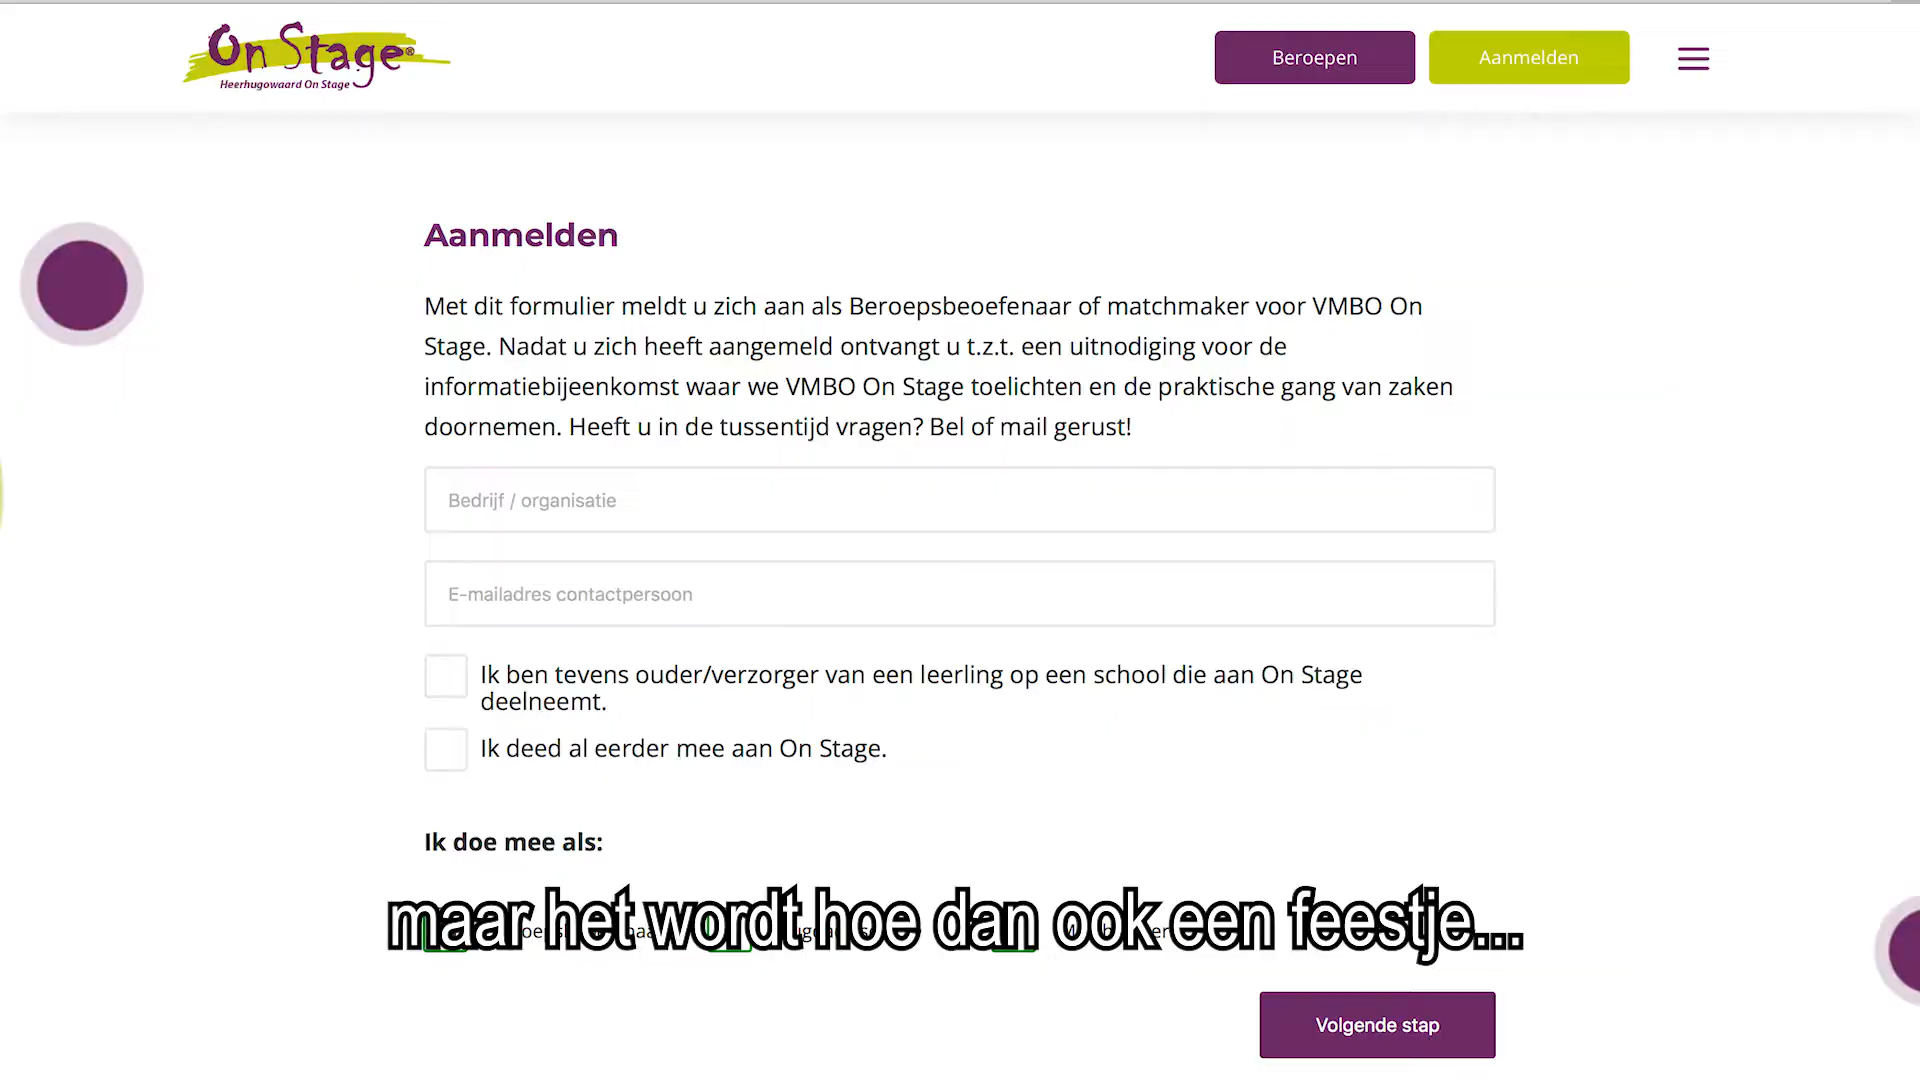 On Stage®
Heerhugowaard On Stage
Beroepen
Aanmelden
Aanmelden
Met dit formulier meldt u zich aan als Beroepsbeoefenaar of matchmaker voor VMBO On
Stage. Nadat u zich heeft aangemeld ontvangt u t.z.t. een uitnodiging voor de
informatiebijeenkomst waar we VMBO On Stage toelichten en de praktische gang van zaken
doornemen. Heeft u in de tussentijd vragen? Bel of mail gerust!
Bedrijf / organisatie
E-mailadres contactpersoon
Ik ben tevens ouder/verzorger van een leerling op een school die aan On Stage
deelneemt.
Ik deed al eerder mee aan On Stage.
Ik doe mee als:
maar het wordt hoe dan ook een feestje...
Volgende stap